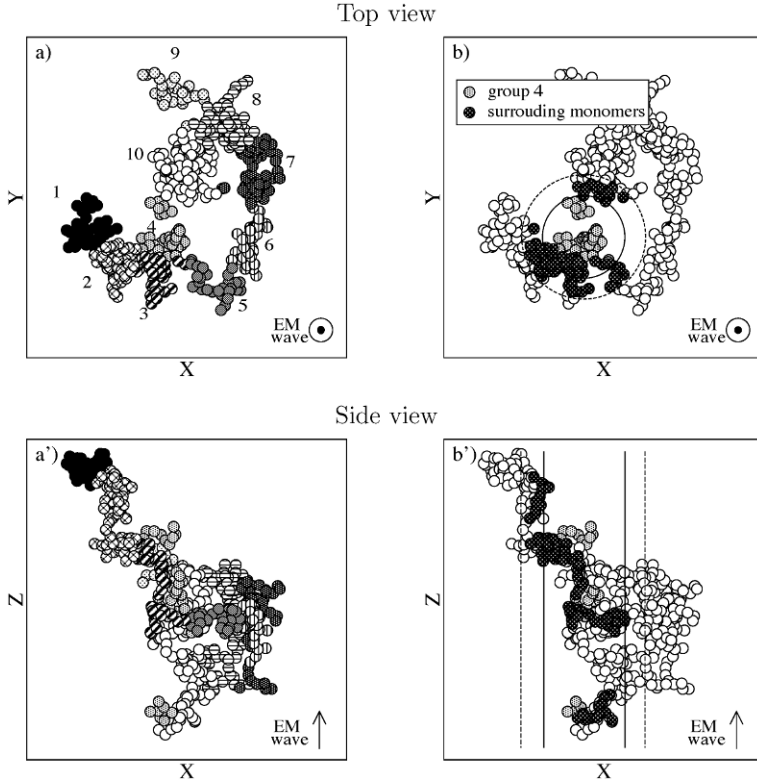 Top view
a)
9
8
10
7
1
4
6
2
3
5
EM
wave
Y
X
b)
group 4
surrouding monomers
EM
wave
Y
X
Side view
a')
EM
wave
Z
X
b')
EM
wave
Z
X